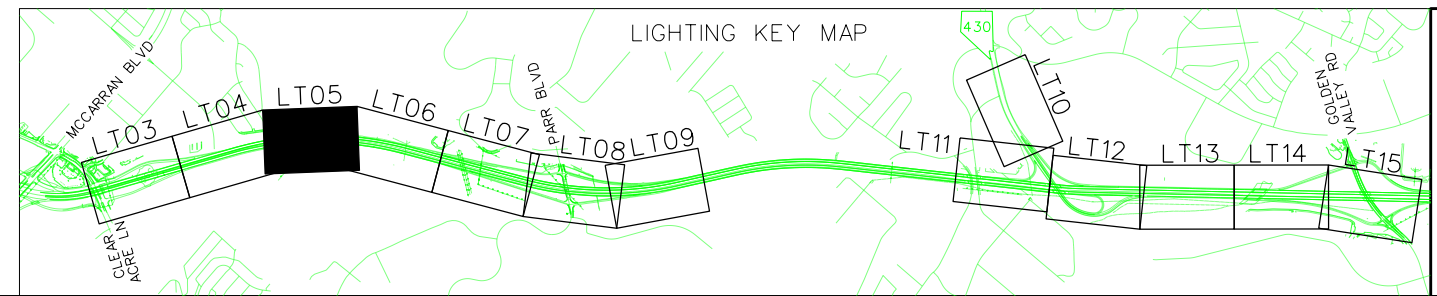 LIGHTING KEY MAP
430
MCCARRAN BLVD
LT03
LT04
LT05
LT06
LT07
PARR BLVD
LT08
LT09
LT10
LT11
LT12
LT13
LT14
GOLDEN
VALLEY RD
LT15
CLEAR
ACRE LN